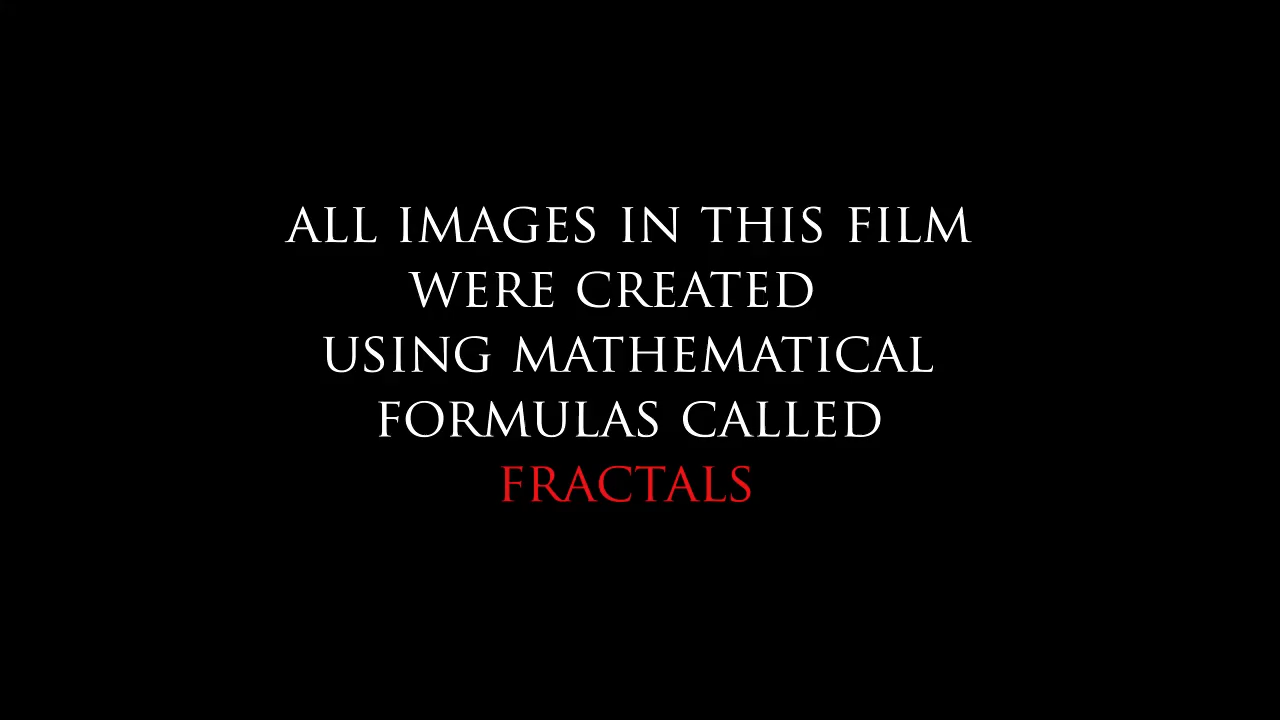 ALL IMAGES IN THIS FILM
WERE CREATED
USING MATHEMATICAL
FORMULAS CALLED
FRACTALS